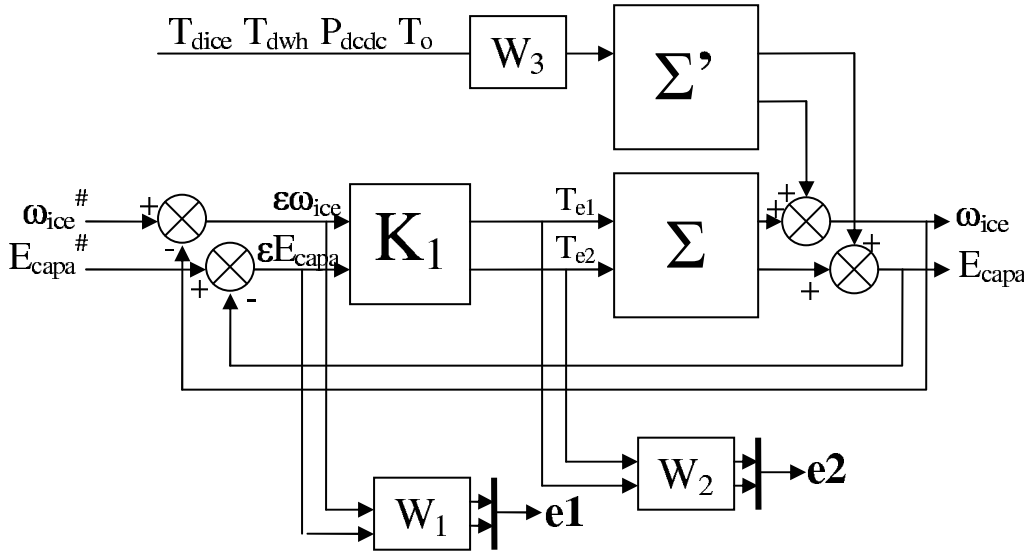 T_dice T_dwh P_dcdc T_o
W_3
Σ’
ω_ice^#
E_capa^#
+
-
+
-
εω_ice
εE_capa
K_1
T_e1
T_e2
Σ
+
+
+
+
ω_ice
E_capa
W_2
e2
W_1
e1